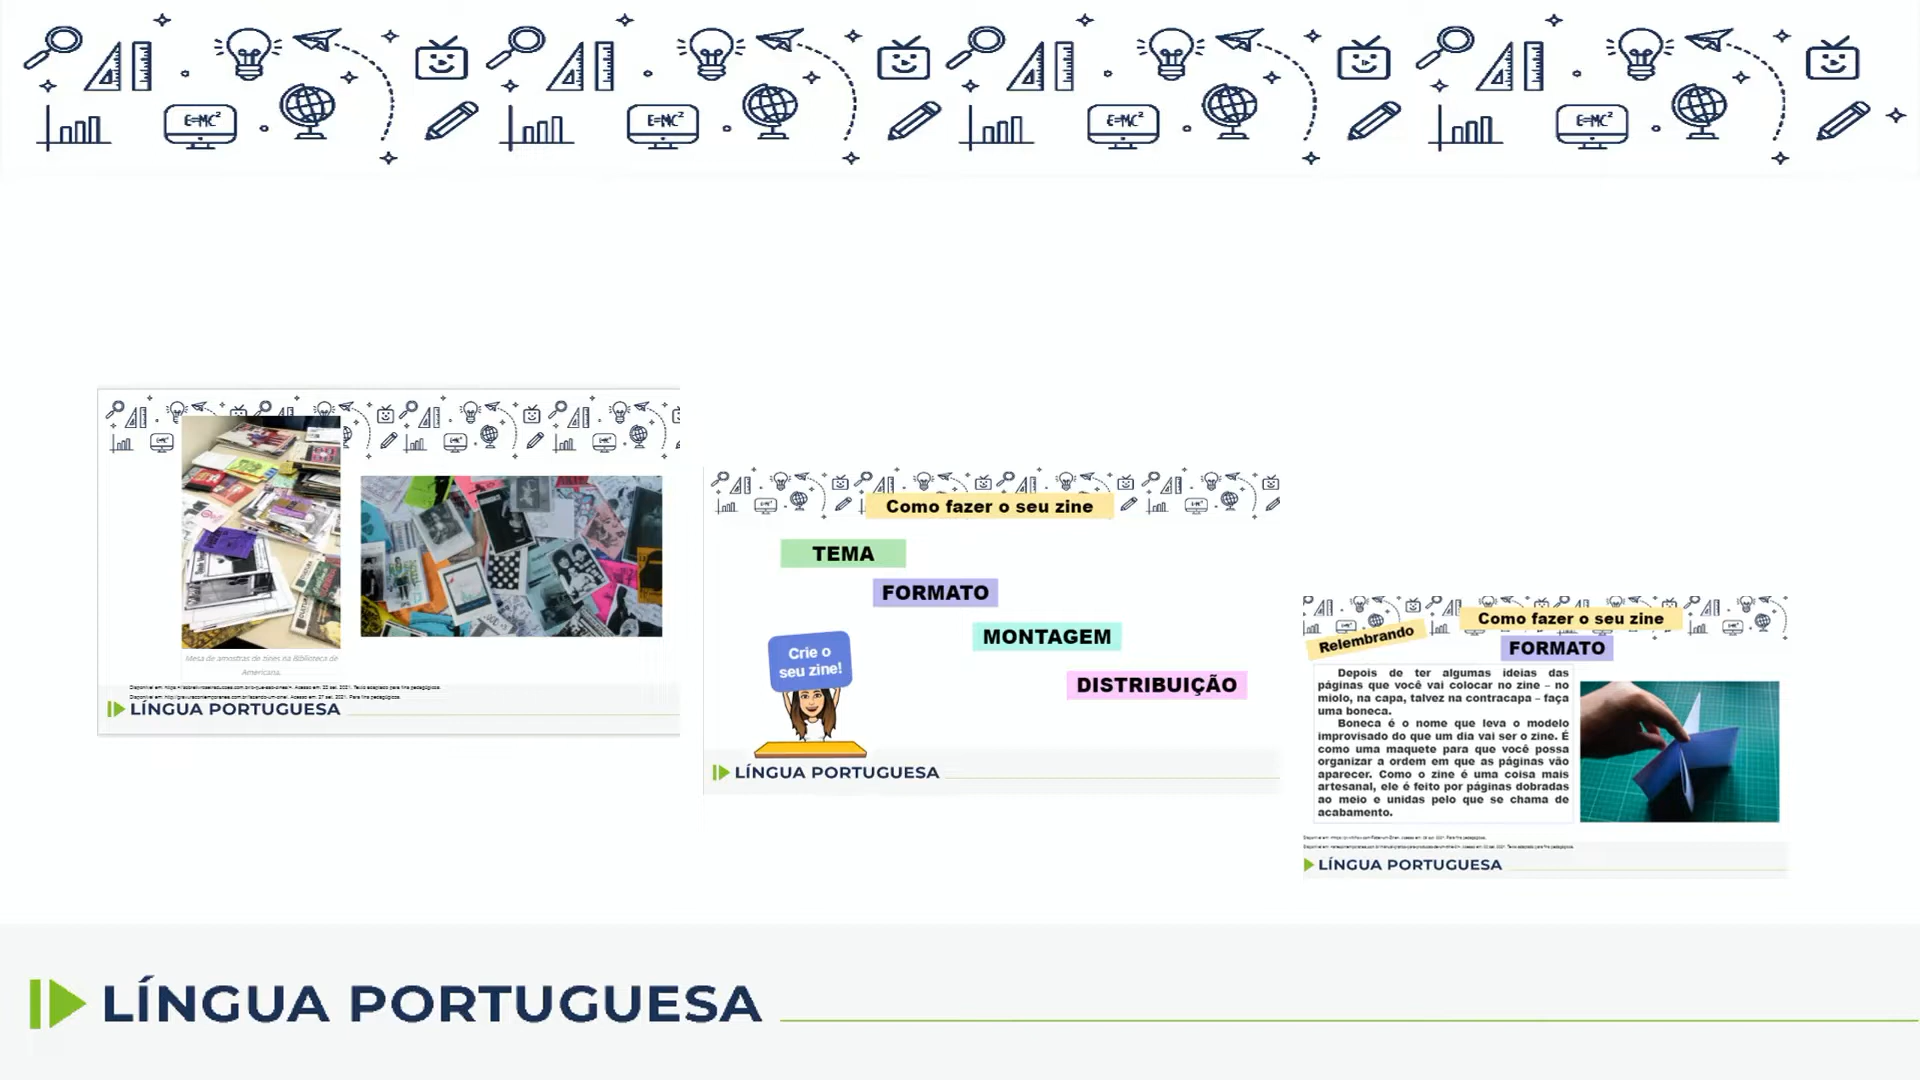 E=MC²
E=MC²
E=MC²
E=MC²
Mesa de amostras de zines na Biblioteca de
Americana.
LÍNGUA PORTUGUESA
Como fazer o seu zine
TEMA
FORMATO
MONTAGEM
DISTRIBUIÇÃO
Crie o
seu zine!
LÍNGUA PORTUGUESA
Relembrando
Como fazer o seu zine
FORMATO
Depois de ter algumas ideias das
páginas que você vai colocar no zine – no
miolo, na capa, talvez na contracapa – faça
uma boneca.
Boneca é o nome que leva o modelo
improvisado do que um dia vai ser o zine. É
como uma maquete para que você possa
organizar a ordem em que as páginas vão
aparecer. Como o zine é uma coisa mais
artesanal, ele é feito por páginas dobradas
ao meio e unidas pelo que se chama de
acabamento.
LÍNGUA PORTUGUESA
LÍNGUA PORTUGUESA